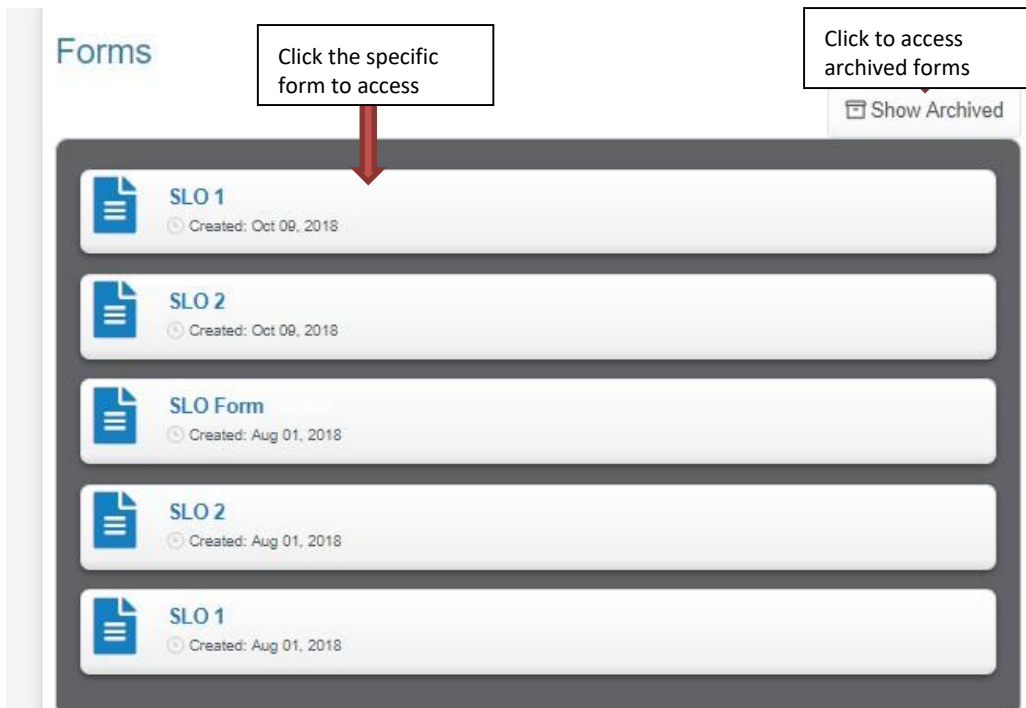 Forms
Click the specific
form to access
Click to access
archived forms
Show Archived
SLO 1
Created: Oct 09, 2018
SLO 2
Created: Oct 09, 2018
SLO Form
Created: Aug 01, 2018
SLO 2
Created: Aug 01, 2018
SLO 1
Created: Aug 01, 2018